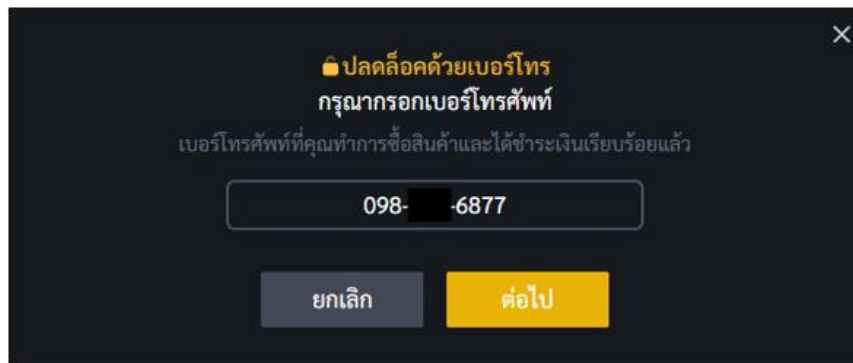 ปลดล็อคด้วยเบอร์โทร
กรุณากรอกเบอร์โทรศัพท์
เบอร์โทรศัพท์ที่คุณทำการซื้อสินค้าและได้ชำระเงินเรียบร้อยแล้ว
098- -6877
ยกเลิก ต่อไป